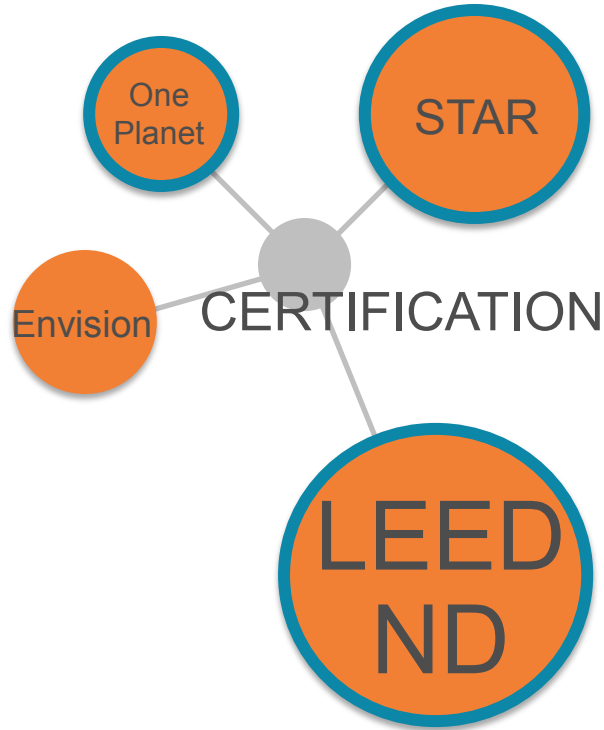 One
Planet
STAR
Envision
CERTIFICATION
LEED
ND